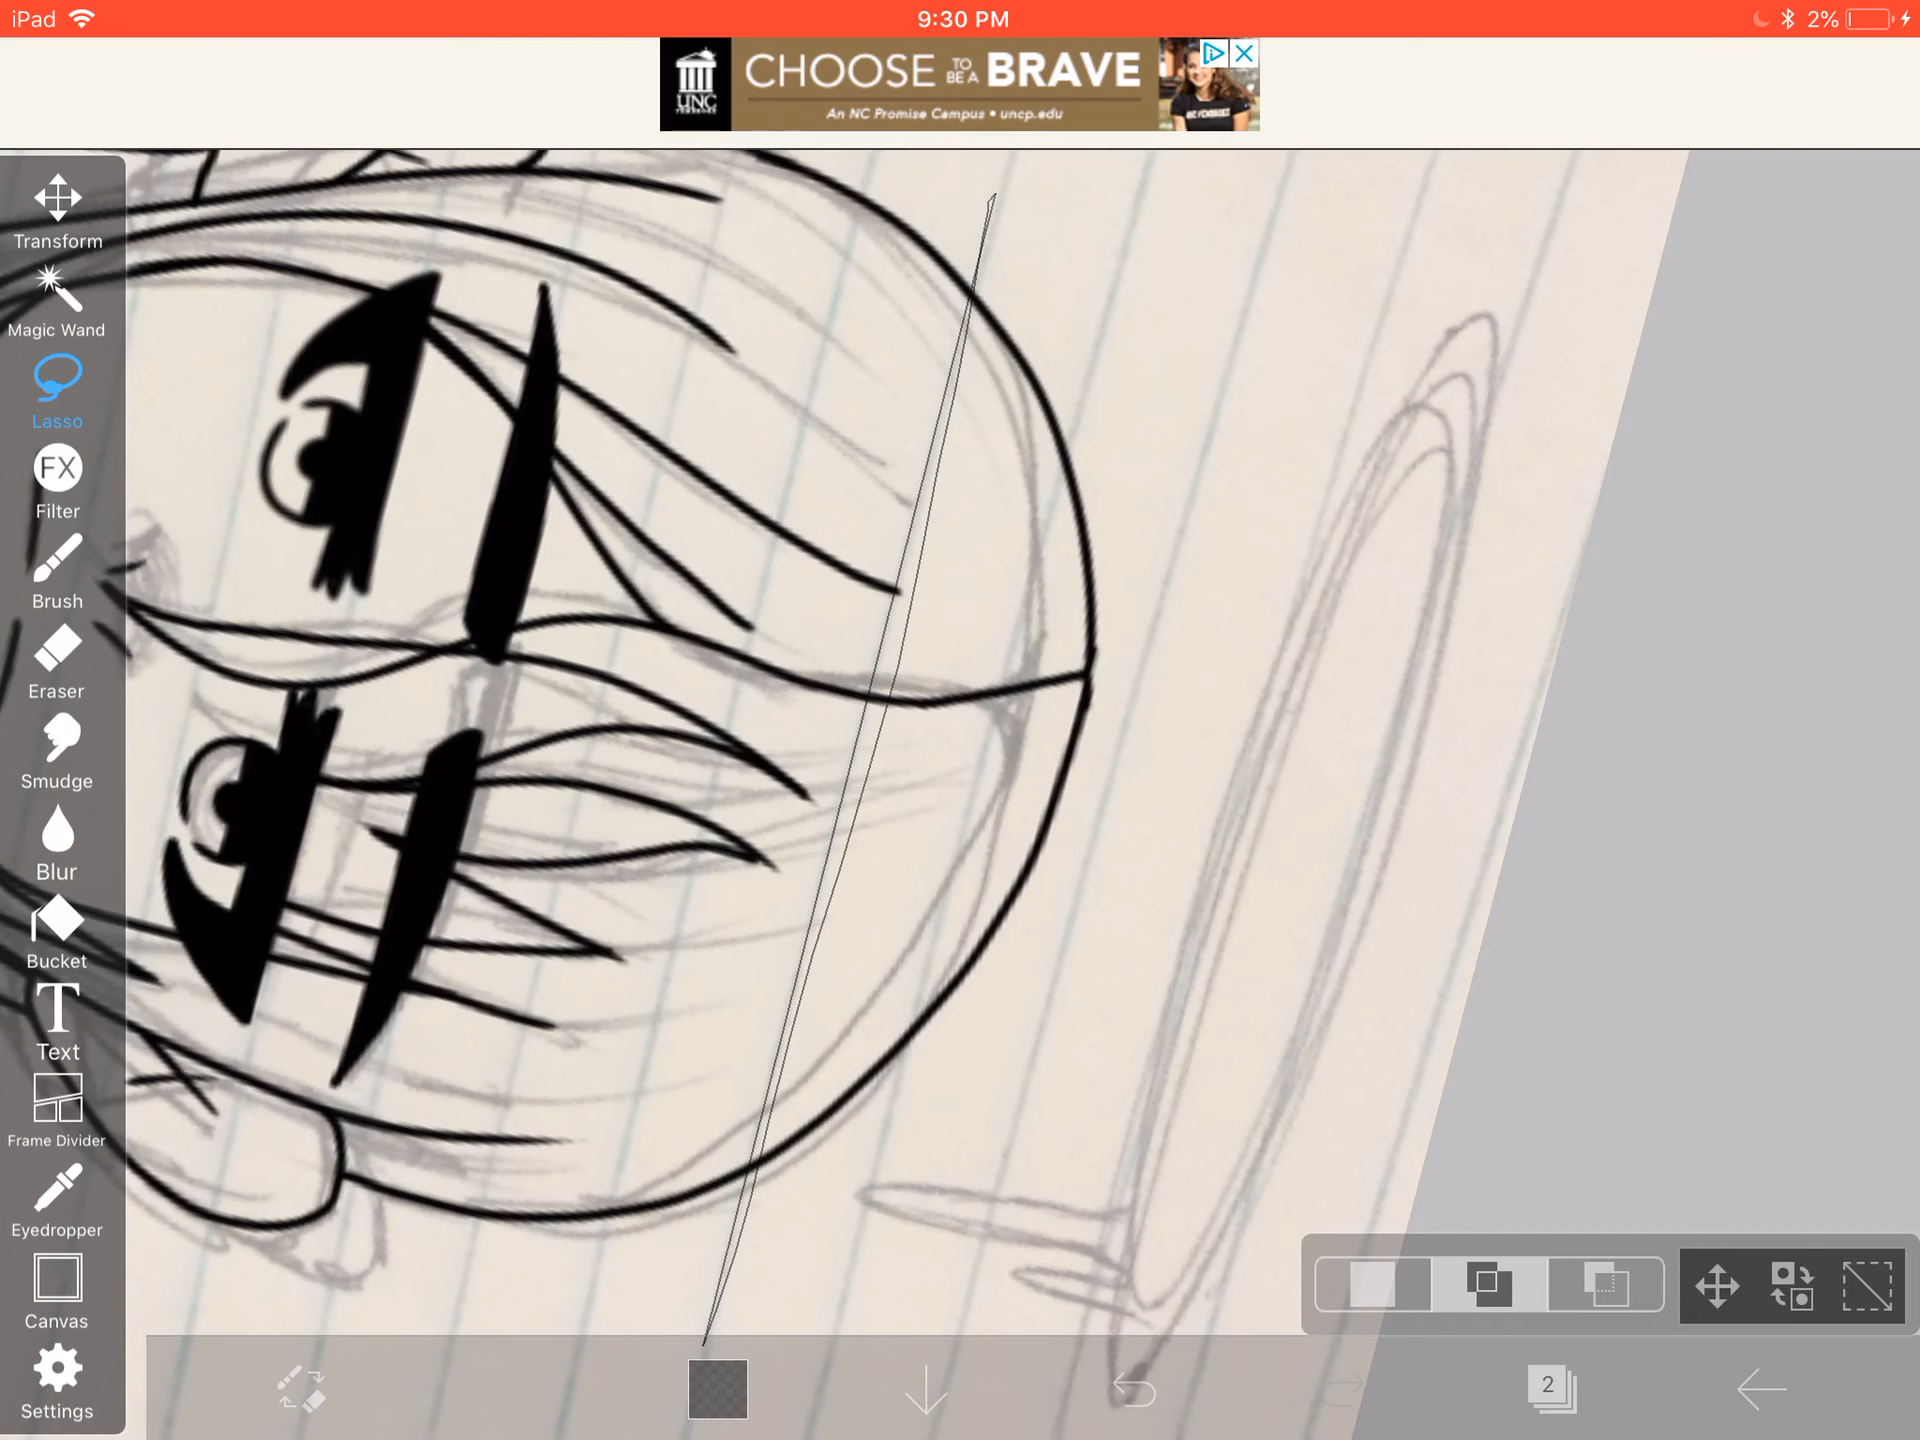 iPad 9:30 PM 2%
CHOOSE TO BE A BRAVE
UNC
An NC Promise Campus • uncp.edu
Transform
Magic Wand
Lasso
FX
Filter
Brush
Eraser
Smudge
Blur
Bucket
T
Text
Frame Divider
Eyedropper
Canvas
Settings
2